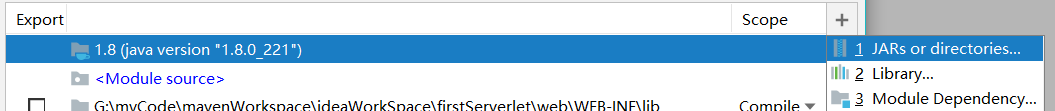 Export Scope +
1.8 (java version "1.8.0_221") 1 JARs or directories...
<Module source> 2 Library...
G:\myCode\mavenWorkspace\ideaWorkSpace\firstServerlet\web\WEB-INF\lib Compile 3 Module Dependency...